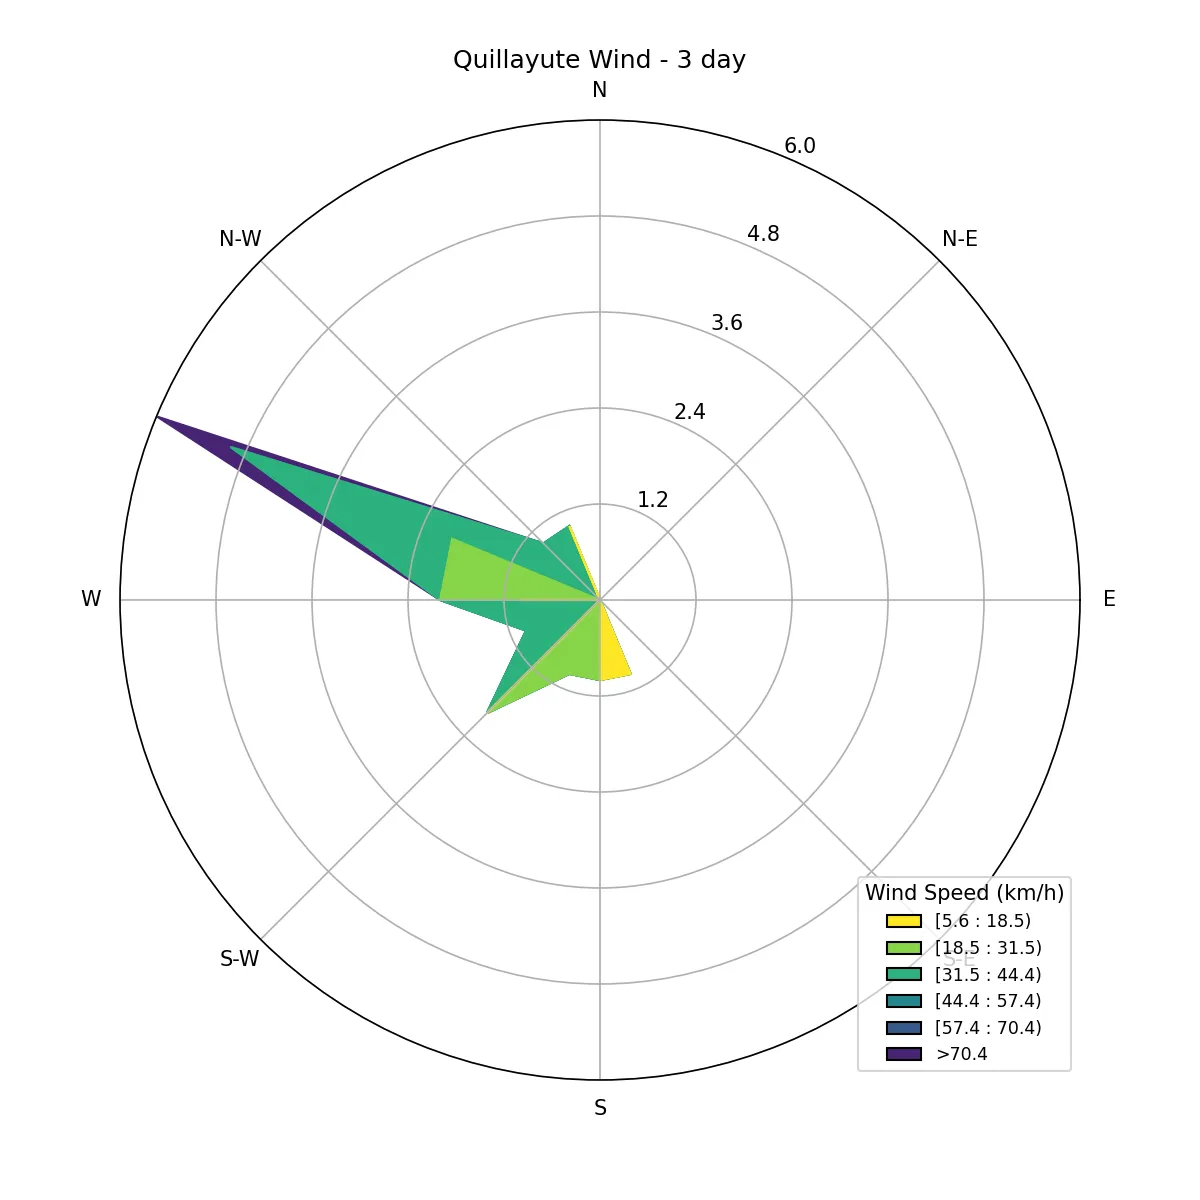 Quillayute Wind - 3 day
N
6.0
N-W
4.8
N-E
3.6
2.4
1.2
W
E
S-W
S-E
S
Wind Speed (km/h)
[5.6 : 18.5)
[18.5 : 31.5)
[31.5 : 44.4)
[44.4 : 57.4)
[57.4 : 70.4)
>70.4